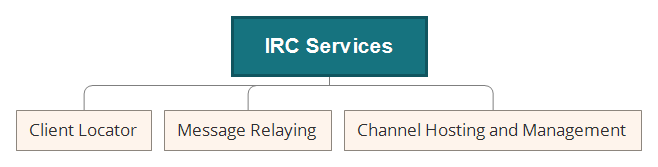 IRC Services
Client Locator
Message Relaying
Channel Hosting and Management